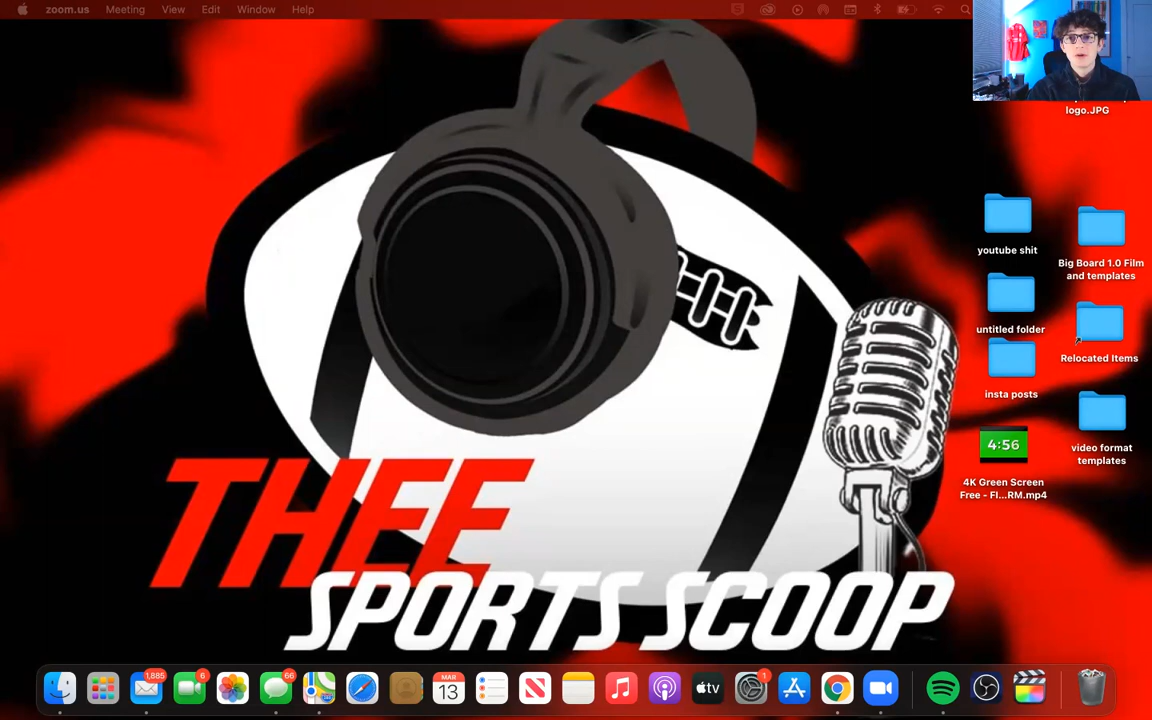 zoom.us Meeting View Edit Window Help
logo.JPG
youtube shit
Big Board 1.0 Film
and templates
untitled folder
Relocated Items
insta posts
video format
templates
4:56
4K Green Screen
Free - FI...RM.mp4
THEE
SPORTS SCOOP
1,885
6
66
MAR
13
tv
1